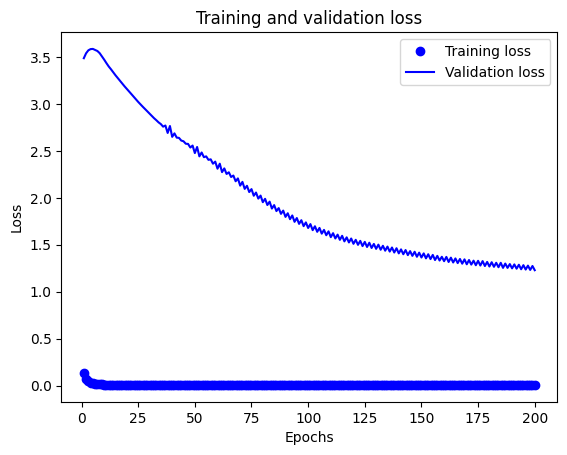 Training and validation loss
Training loss
Validation loss
Loss
3.5
3.0
2.5
2.0
1.5
1.0
0.5
0.0
0 25 50 75 100 125 150 175 200
Epochs